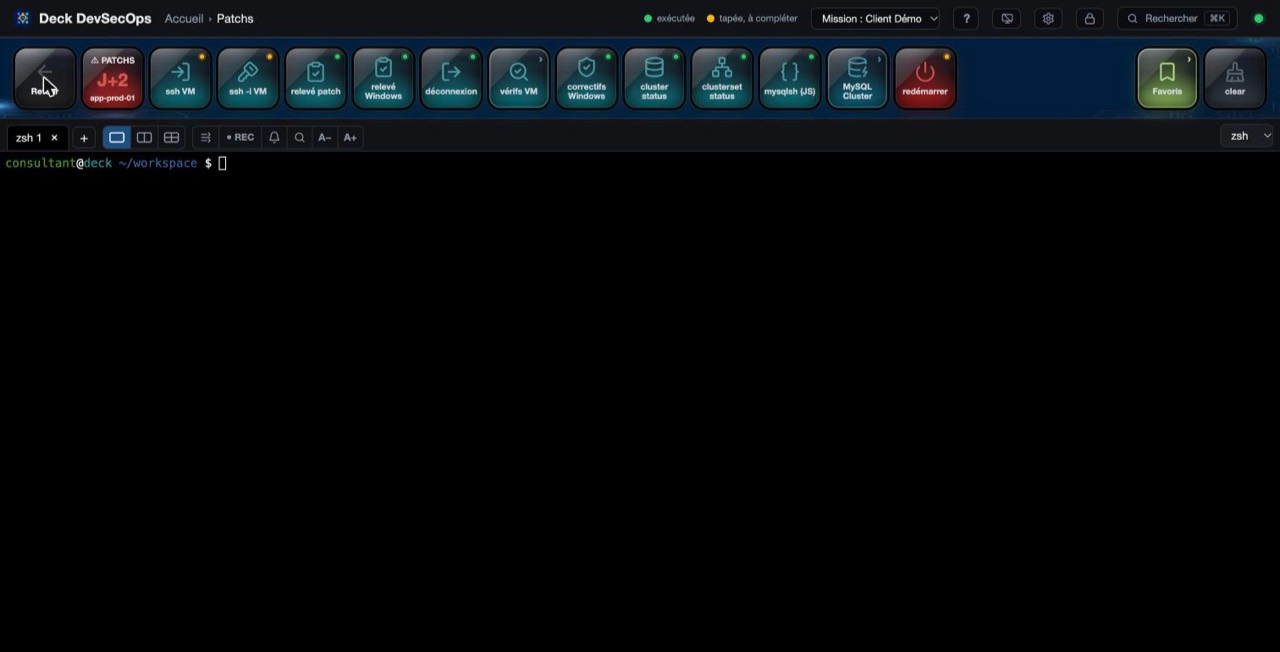 Deck DevSecOps Accueil › Patchs
exécutée tapée, à compléter Mission : Client Démo ? Rechercher ⌘K
⚠ PATCHS
J+2
app-prod-01
ssh VM
ssh -i VM
relevé patch
relevé
Windows
déconnexion
vérifs VM
correctifs
Windows
cluster
status
clusterset
status
mysqlsh (JS)
MySQL
Cluster
redémarrer
Favoris
clear
zsh 1 × + • REC A− A+ zsh
consultant@deck ~/workspace $